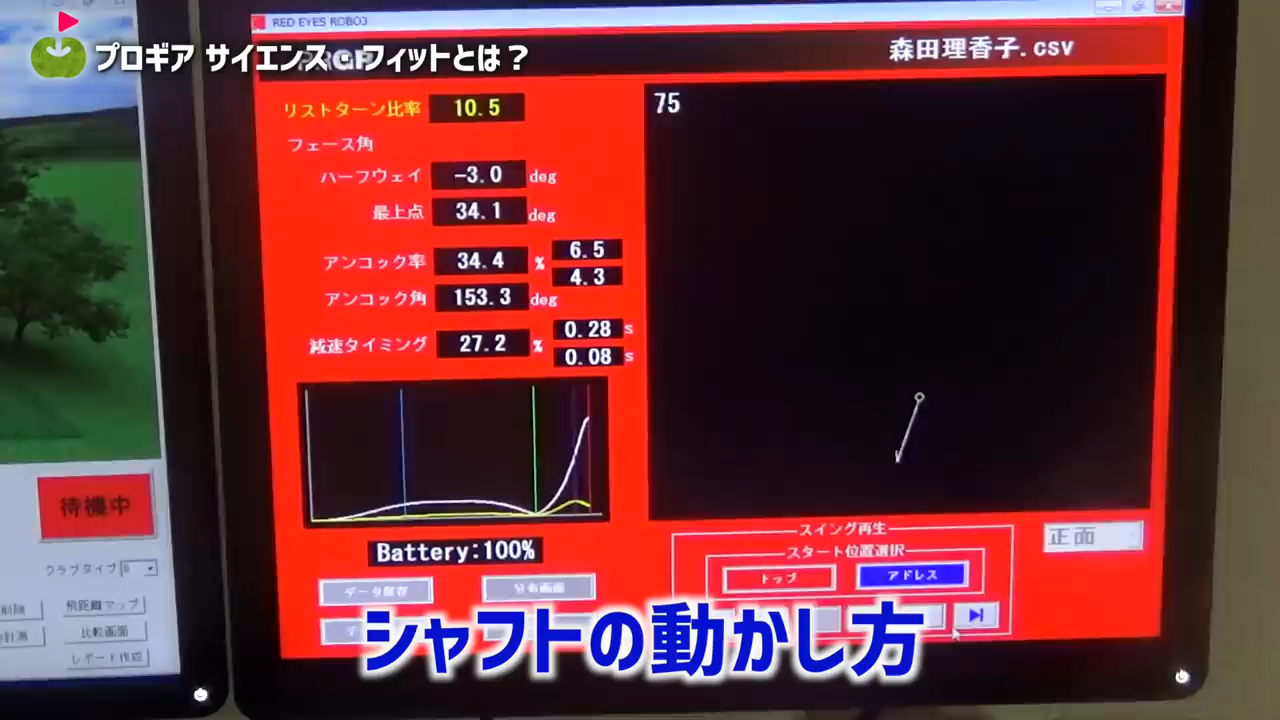 RED EYES ROBO3
プロギア サイエンス・フィットとは？
森田理香子.csv
リストターン比率 10.5
フェース角
ハーフウェイ -3.0 deg
最上点 34.1 deg
アンコック率 34.4 % 6.5
4.3
アンコック角 153.3 deg
減速タイミング 27.2 % 0.28 s
0.08 s
75
Battery:100%
データ保存
分布画面
スイング再生
スタート位置選択
トップ アドレス
正面
待機中
クラブタイプ
削除 飛距離マップ
計測 比較画面
レポート作成
シャフトの動かし方